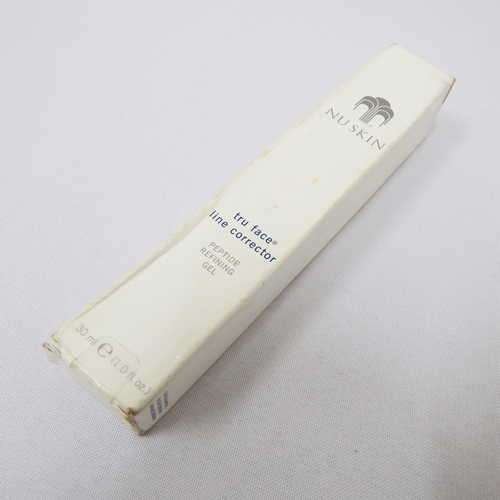 NU SKIN
tru face®
line corrector
PEPTIDE
REFINING
GEL
30 ml ℮ (1.0 fl. oz.)